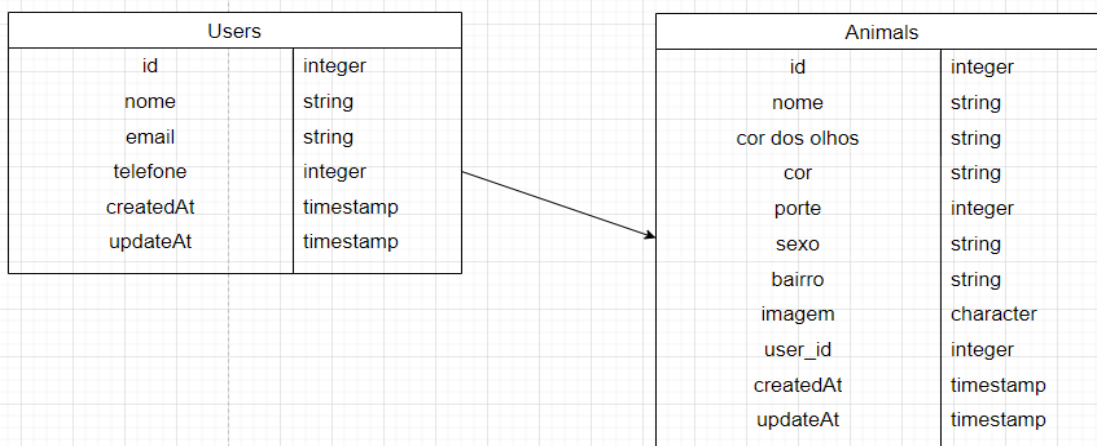 Users
id integer
nome string
email string
telefone integer
createdAt timestamp
updateAt timestamp
Animals
id integer
nome string
cor dos olhos string
cor string
porte integer
sexo string
bairro string
imagem character
user_id integer
createdAt timestamp
updateAt timestamp